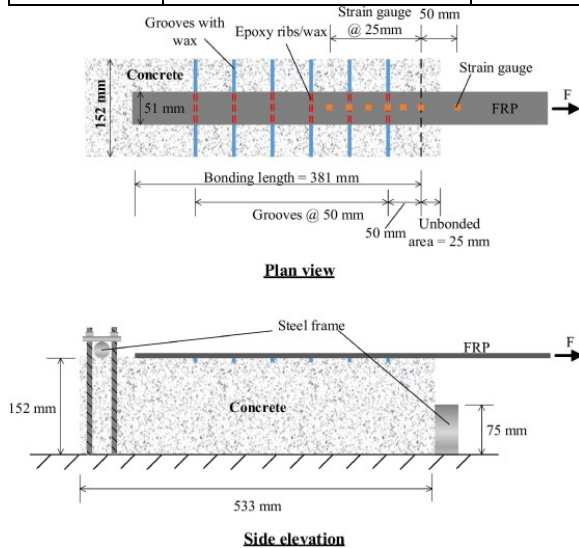 Grooves with
wax
Epoxy ribs/wax
Strain gauge
@ 25mm
50 mm
Concrete
Strain gauge
152 mm
51 mm
FRP
F
Bonding length = 381 mm
Grooves @ 50 mm
50 mm
Unbonded
area = 25 mm
Plan view
Steel frame
FRP
F
152 mm
Concrete
75 mm
533 mm
Side elevation